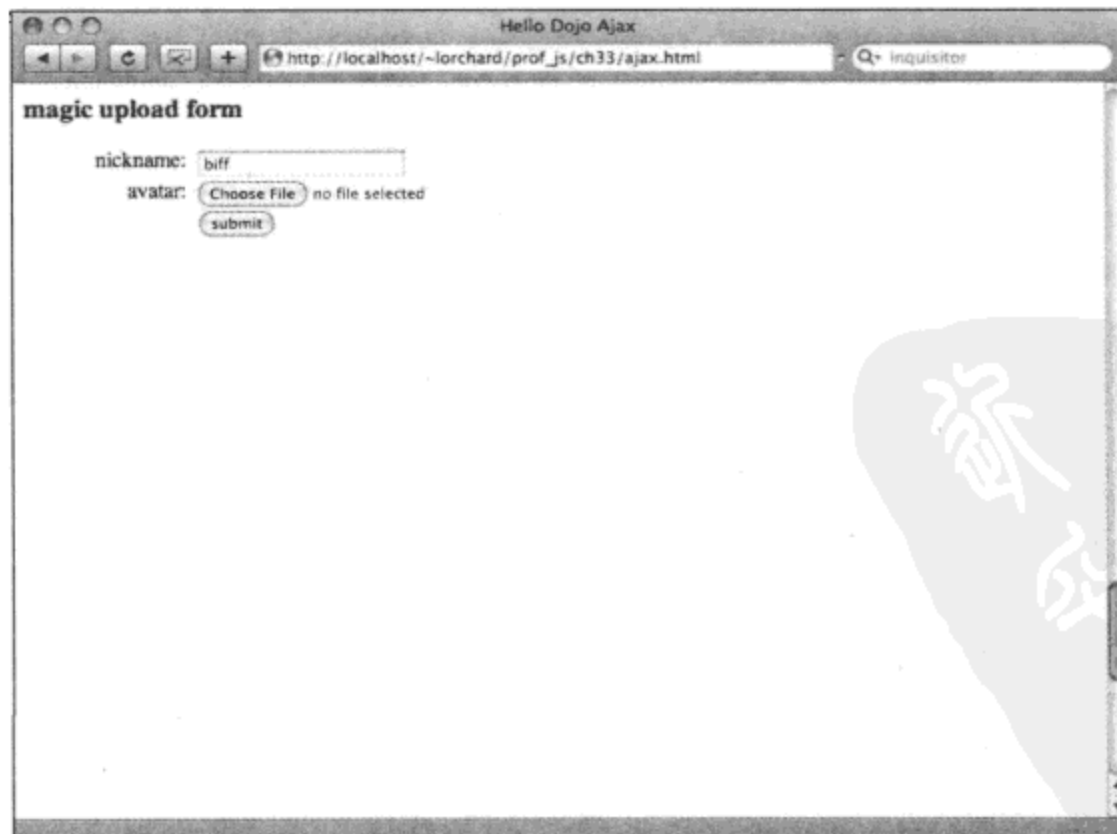 Hello Dojo Ajax
http://localhost/~lorchard/prof_js/ch33/ajax.html
Q- inquisitor
magic upload form
nickname: biff
avatar: Choose File no file selected
submit